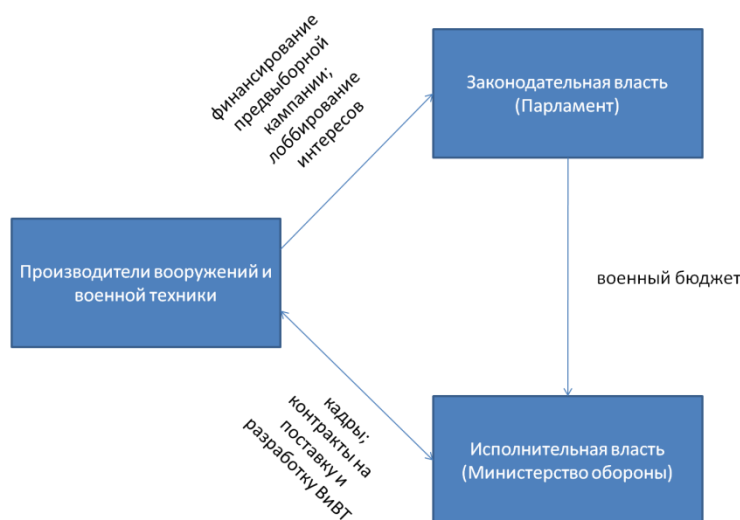 финансирование
предвыборной
кампании;
лоббирование
интересов
Законодательная власть
(Парламент)
Производители вооружений и
военной техники
военный бюджет
кадры;
контракты на
поставку и
разработку ВиВТ
Исполнительная власть
(Министерство обороны)